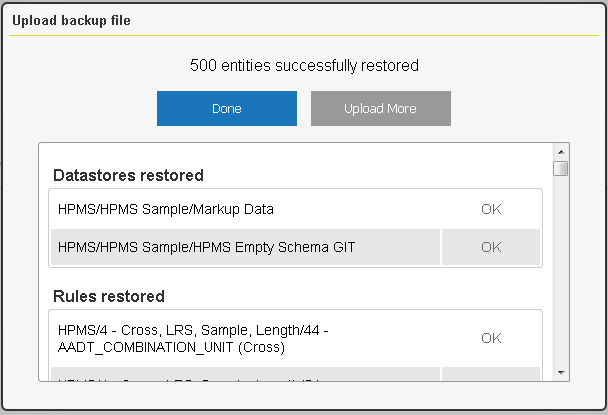 Upload backup file
500 entities successfully restored
Done
Upload More
Datastores restored
HPMS/HPMS Sample/Markup Data OK
HPMS/HPMS Sample/HPMS Empty Schema GIT OK
Rules restored
HPMS/4 - Cross, LRS, Sample, Length/44 -
AADT_COMBINATION_UNIT (Cross) OK